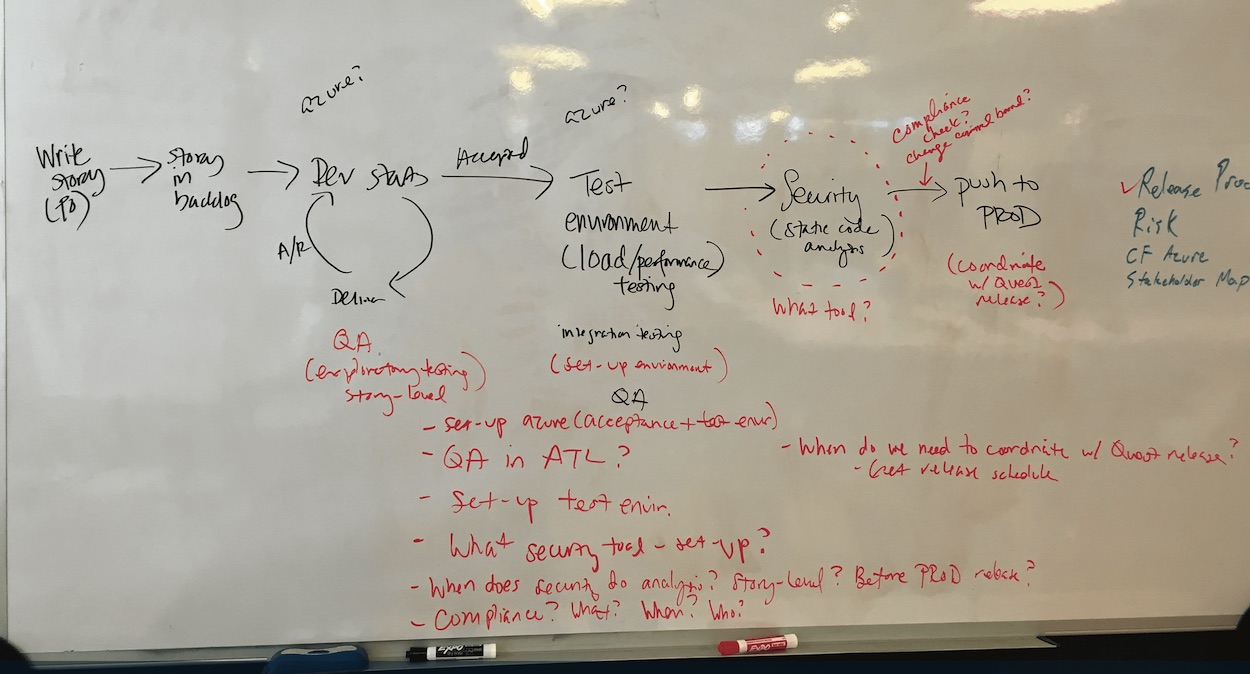 azure?
azure?
compliance
check?
change control board?
Write
story
(PO)
story
in
backlog
Dev starts
Accepted
Test
environment
(load/performance)
testing
Security
(static code
analysis)
push to
PROD
Release Proc
Risk
CF Azure
Stakeholder Map
A/R
Deliver
(coordinate
w/ Quest
release?)
What tool?
QA
(exploratory testing)
story-level
integration testing
(set-up environment)
QA
- set-up azure (acceptance + test envr)
- QA in ATL?
- Set-up test envir.
- What security tool - set-up?
- When does security do analysis? Story-level? Before PROD release?
- Compliance? What? When? Who?
- When do we need to coordinate w/ Quest release?
- Get release schedule
EXPO
EXPO